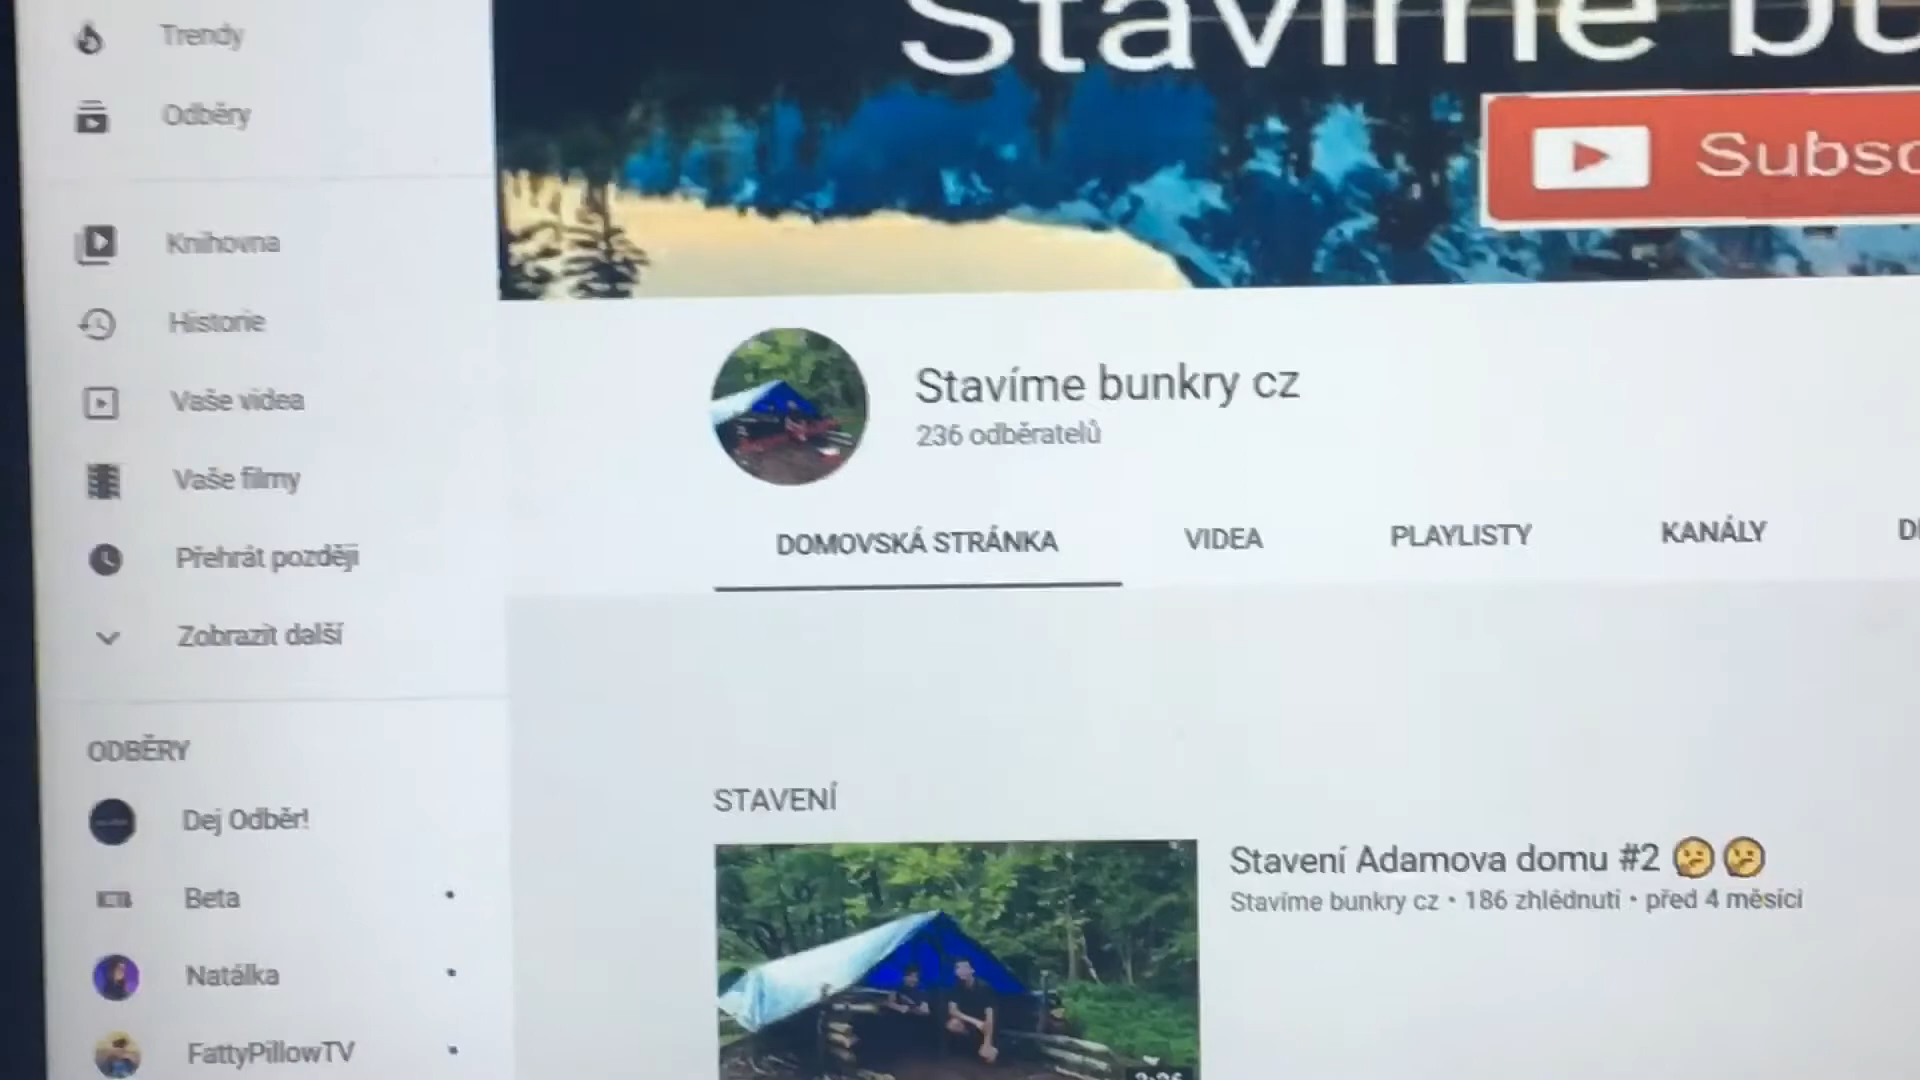 Trendy
Odběry
Knihovna
Historie
Vaše videa
Vaše filmy
Přehrát později
Zobrazit další
ODBĚRY
Dej Odběr!
Beta
Natálka
FattyPillowTV
Stavíme bu
Subsc
Stavíme bunkry cz
236 odběratelů
DOMOVSKÁ STRÁNKA
VIDEA
PLAYLISTY
KANÁLY
STAVENÍ
Stavení Adamova domu #2 🤔🤔
Stavíme bunkry cz • 186 zhlédnutí • před 4 měsíci